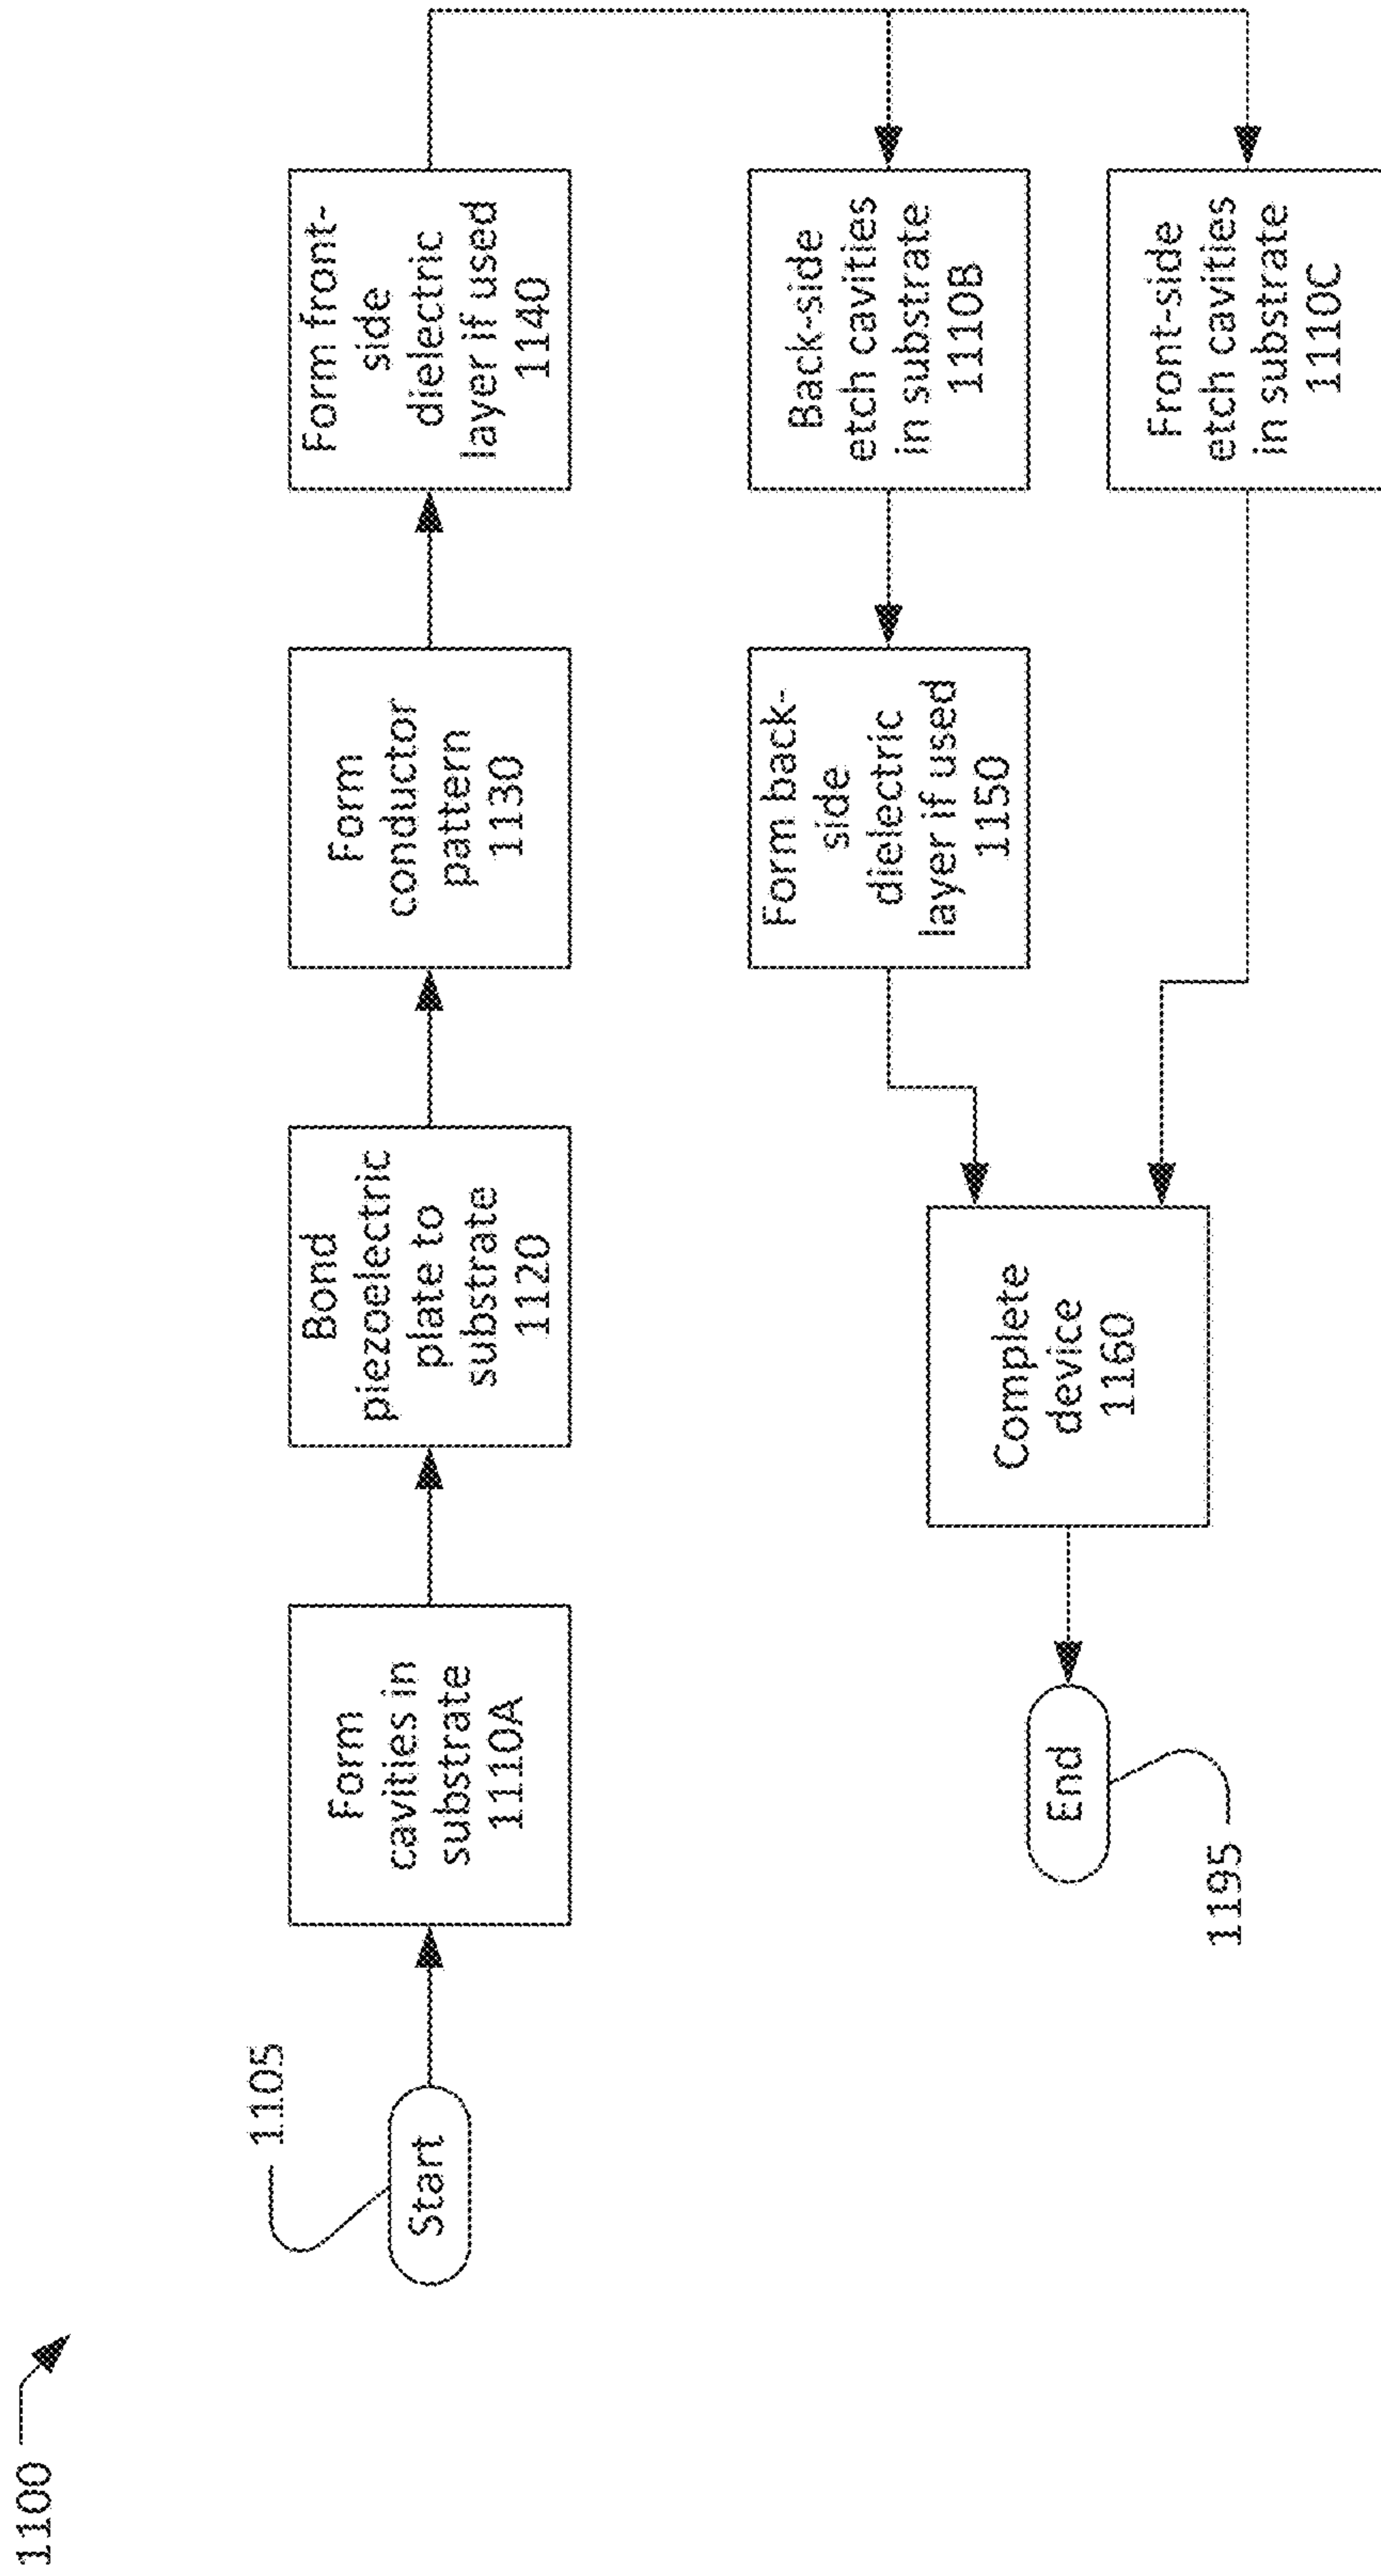 1100
1105
Start
Form
cavities in
substrate
1110A
Bond
piezoelectric
plate to
substrate
1120
Form
conductor
pattern
1130
Form front-
side
dielectric
layer if used
1140
Back-side
etch cavities
in substrate
1110B
Form back-
side
dielectric
layer if used
1150
Front-side
etch cavities
in substrate
1110C
Complete
device
1160
End
1195